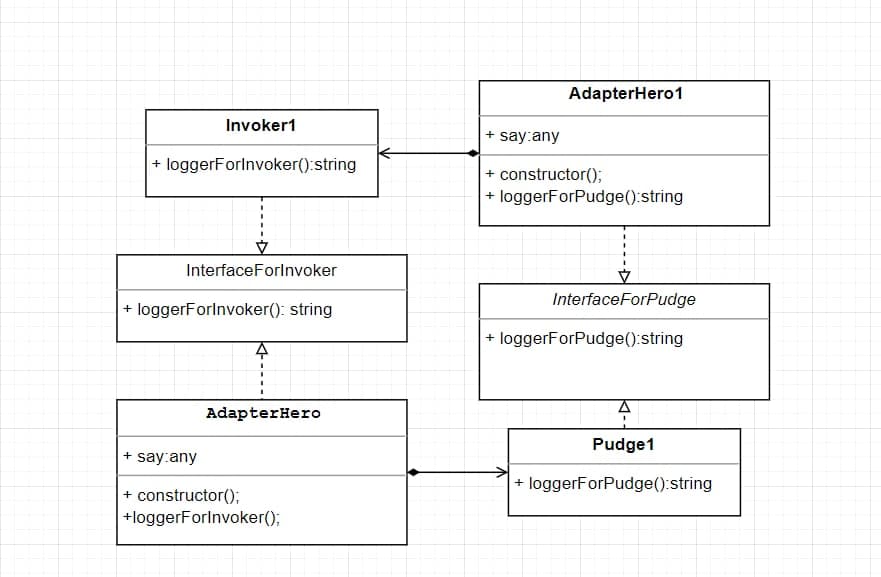 Invoker1
+ loggerForInvoker():string
AdapterHero1
+ say:any
+ constructor();
+ loggerForPudge():string
InterfaceForInvoker
+ loggerForInvoker(): string
InterfaceForPudge
+ loggerForPudge():string
AdapterHero
+ say:any
+ constructor();
+loggerForInvoker();
Pudge1
+ loggerForPudge():string